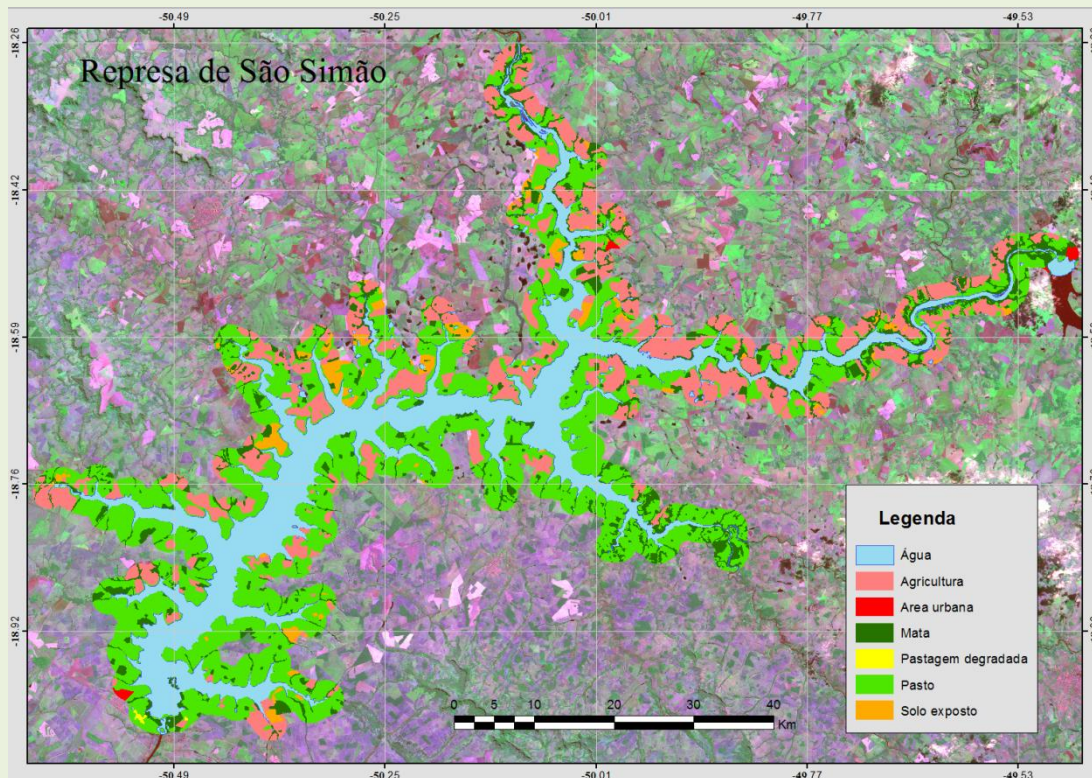 -50.49 -50.25 -50.01 -49.77 -49.53
Represa de São Simão
-18.26
-18.42
-18.59
-18.76
-18.92
Legenda
Água
Agricultura
Area urbana
Mata
Pastagem degradada
Pasto
Solo exposto
0 5 10 20 30 40
Km
-50.49 -50.25 -50.01 -49.77 -49.53